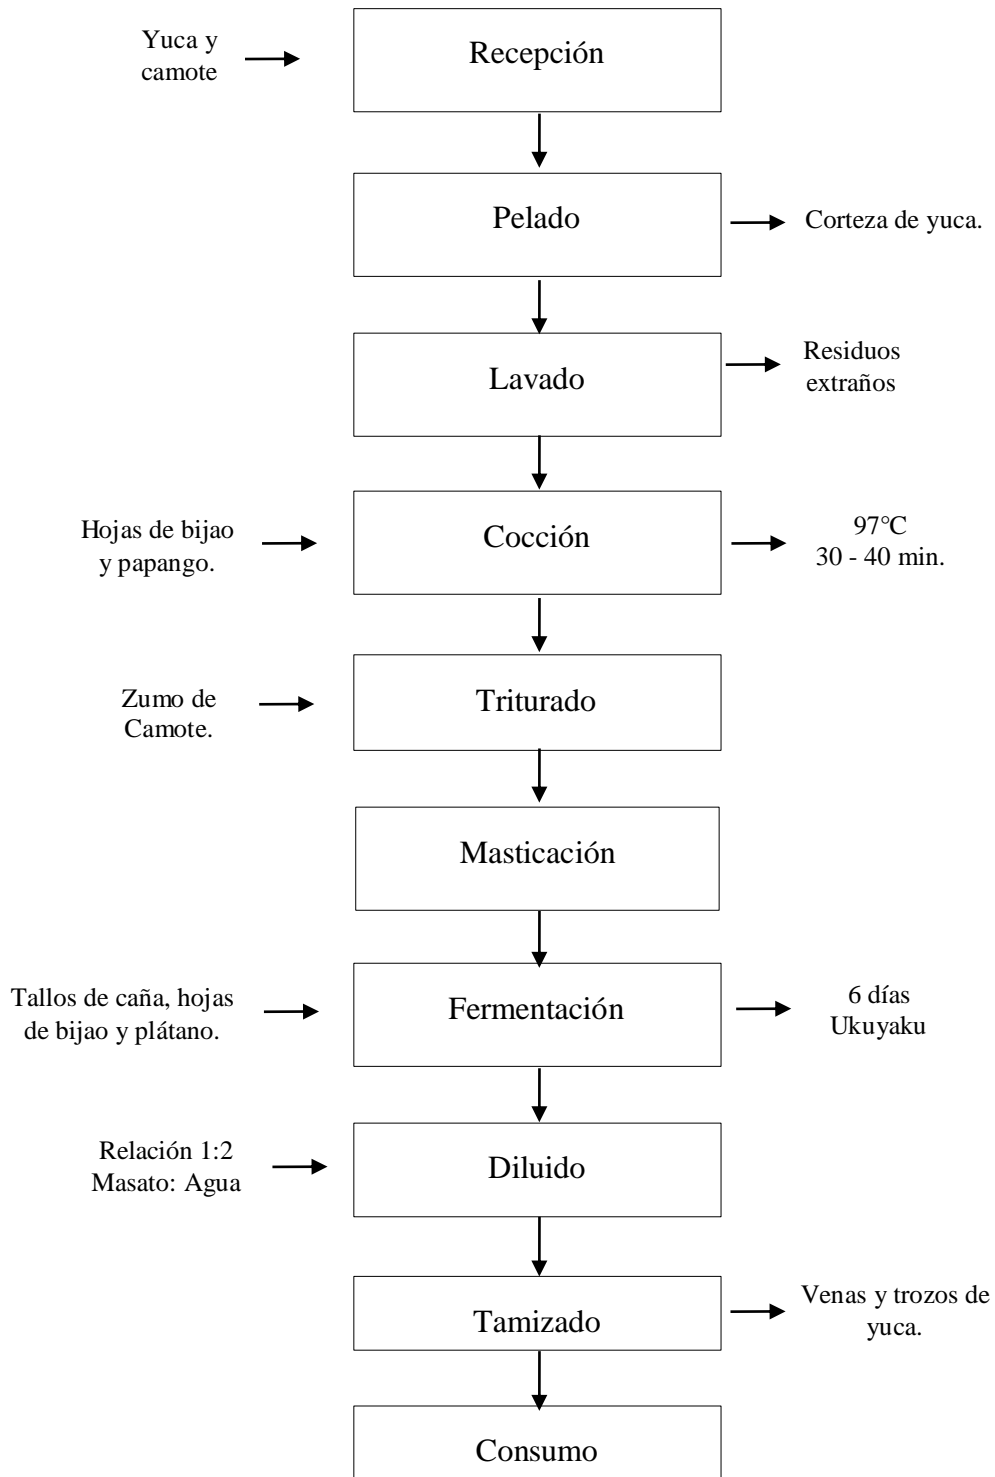 Yuca y
camote
Recepción
Pelado
Corteza de yuca.
Lavado
Residuos
extraños
Hojas de bijao
y papango.
Cocción
97°C
30 - 40 min.
Zumo de
Camote.
Triturado
Masticación
Tallos de caña, hojas
de bijao y plátano.
Fermentación
6 días
Ukuyaku
Relación 1:2
Masato: Agua
Diluido
Tamizado
Venas y trozos de
yuca.
Consumo